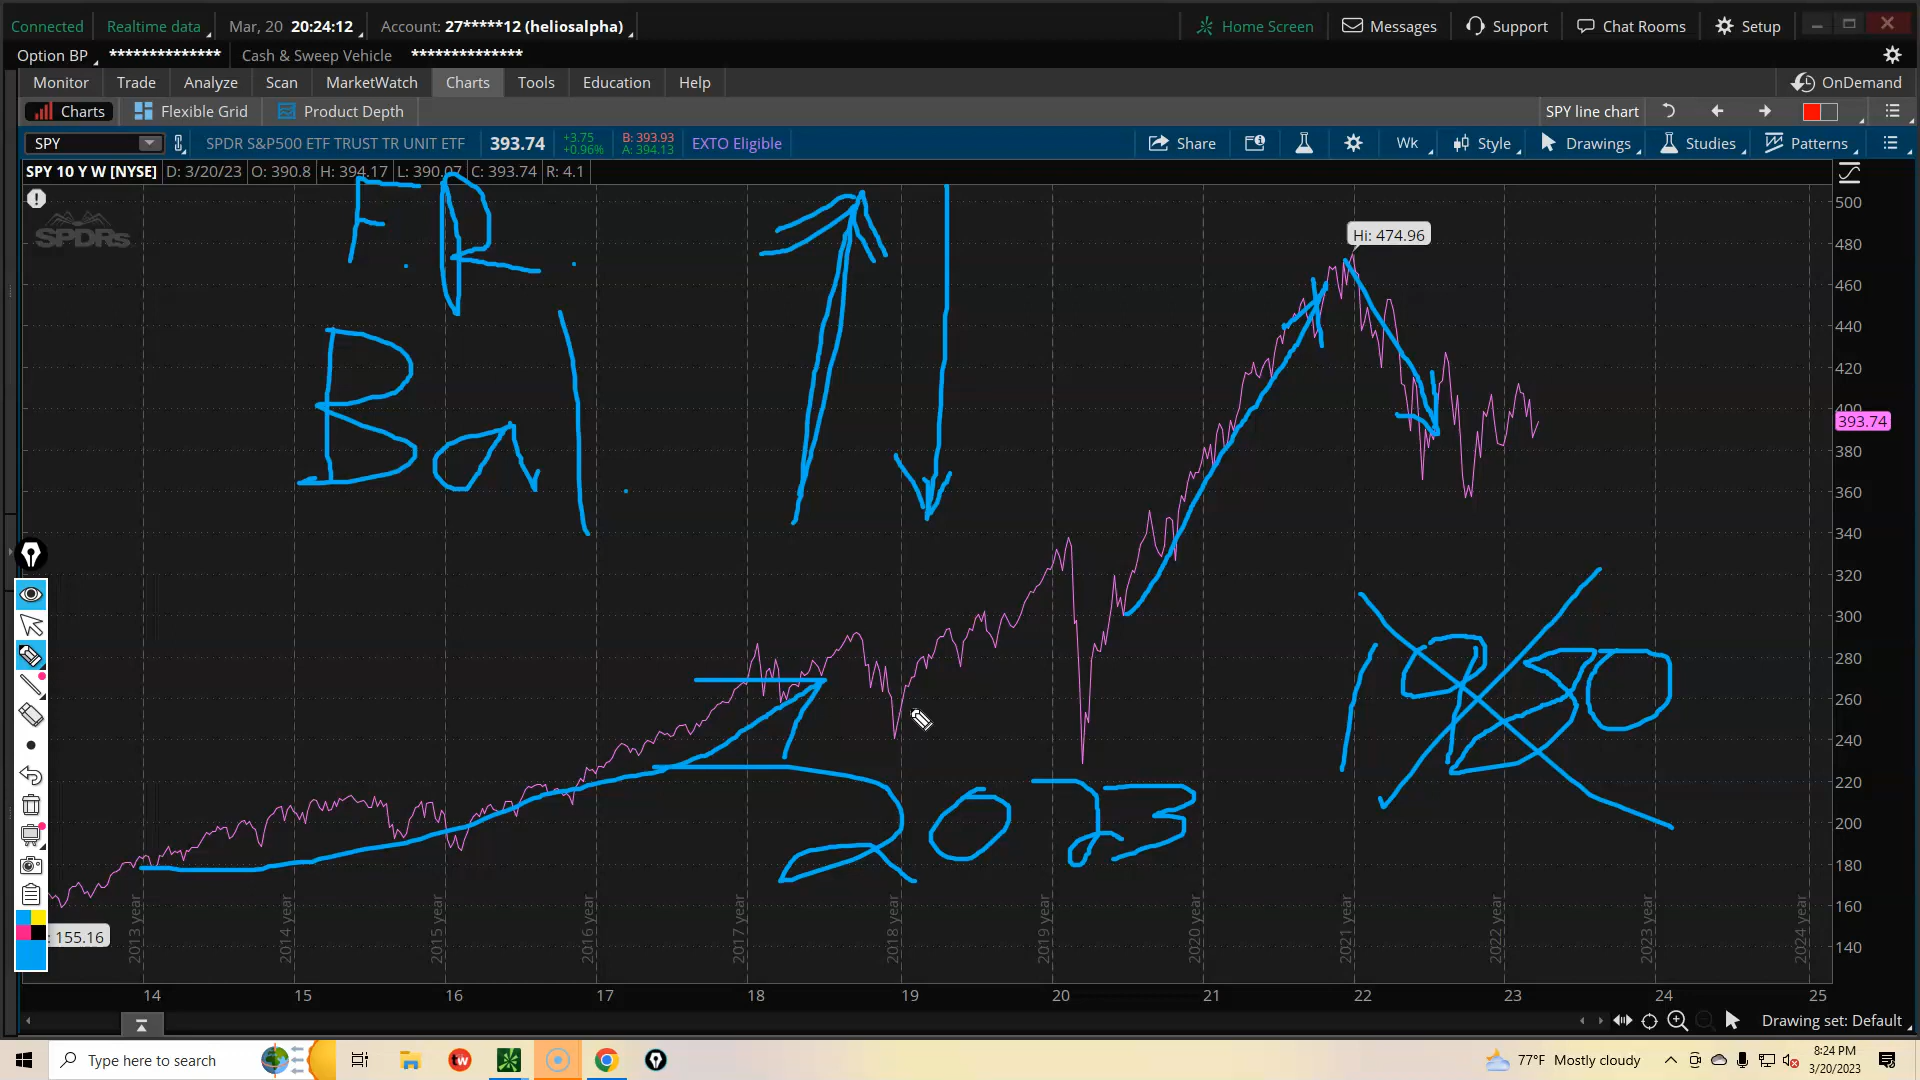 Connected Realtime data Mar, 20 20:24:12 Account: 27*****12 (heliosalpha) Home Screen Messages Support Chat Rooms Setup
Option BP ************** Cash & Sweep Vehicle **************
Monitor Trade Analyze Scan MarketWatch Charts Tools Education Help OnDemand
Charts Flexible Grid Product Depth SPY line chart
SPY SPDR S&P500 ETF TRUST TR UNIT ETF 393.74 +3.75 +0.96% B: 393.93 A: 394.13 EXTO Eligible Share Wk Style Drawings Studies Patterns
SPY 10 Y W [NYSE] D: 3/20/23 O: 390.8 H: 394.17 L: 390.07 C: 393.74 R: 4.1
SPDRs
F.R.
Bal.
Hi: 474.96
500
480
460
440
420
400
393.74
380
360
340
320
300
280
260
240
220
200
180
160
140
1950
2023
: 155.16
2013 year 2014 year 2015 year 2016 year 2017 year 2018 year 2019 year 2020 year 2021 year 2022 year 2023 year 2024 year
14 15 16 17 18 19 20 21 22 23 24 25
Drawing set: Default
Type here to search tw 77°F Mostly cloudy 8:24 PM
3/20/2023